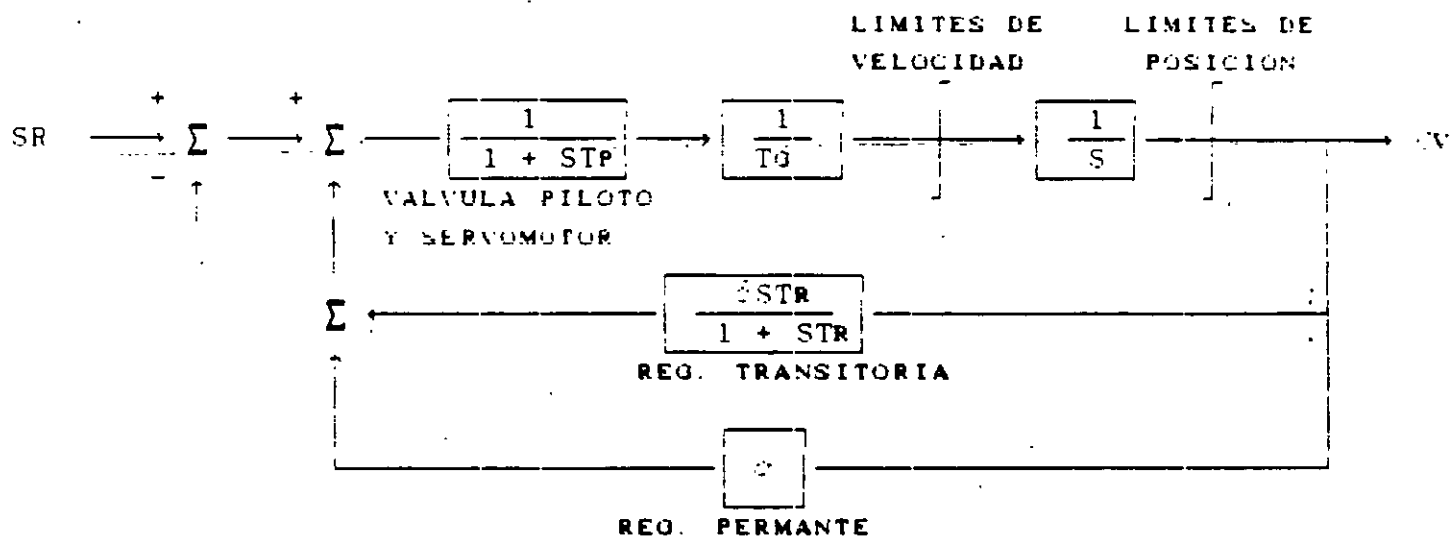 LIMITES DE LIMITES DE
VELOCIDAD POSICION
+ +
SR Σ Σ 1 1 1
1 + STP TG S
-
VALVULA PILOTO
Y SERVOMOTOR
Σ STR
1 + STR
REG. TRANSITORIA
REG. PERMANTE